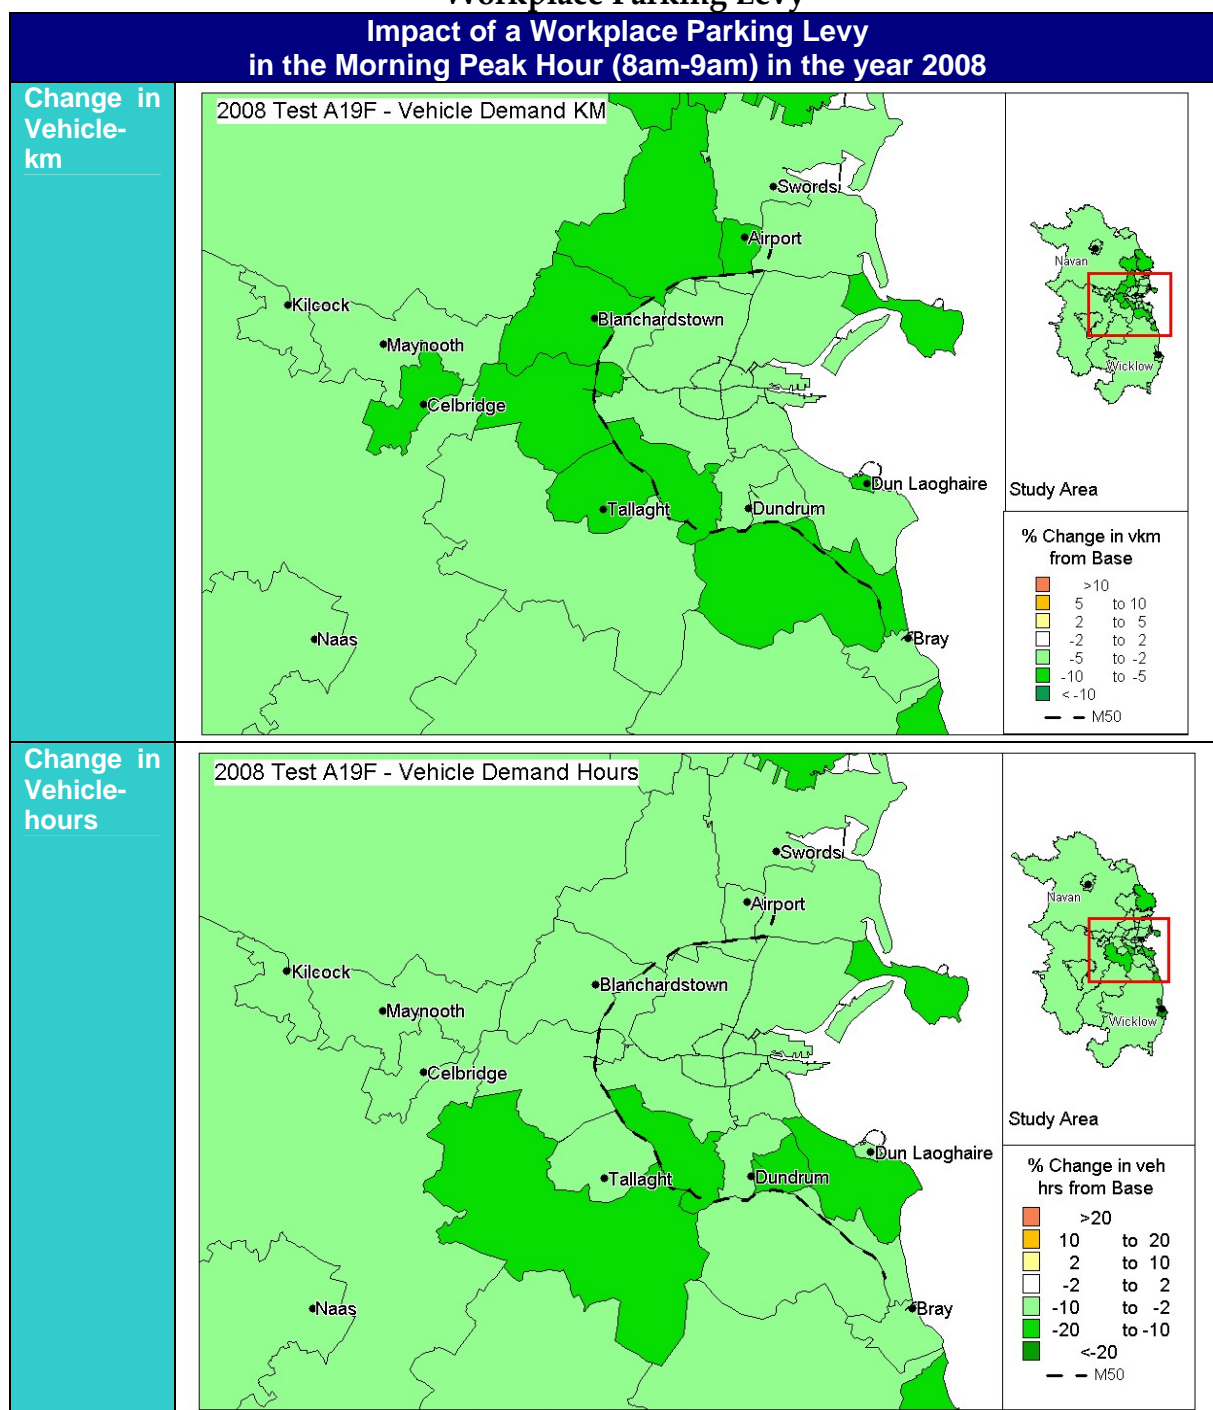 Workplace Parking Levy
Impact of a Workplace Parking Levy
in the Morning Peak Hour (8am-9am) in the year 2008
Change in
Vehicle-
km
2008 Test A19F - Vehicle Demand KM
Swords
Airport
Kilcock
Blanchardstown
Maynooth
Celbridge
Dun Laoghaire
Tallaght
Dundrum
Naas
Bray
Navan
Wicklow
Study Area
% Change in vkm
from Base
>10
5 to 10
2 to 5
-2 to 2
-5 to -2
-10 to -5
<-10
M50
Change in
Vehicle-
hours
2008 Test A19F - Vehicle Demand Hours
Swords
Airport
Kilcock
Blanchardstown
Maynooth
Celbridge
Dun Laoghaire
Tallaght
Dundrum
Naas
Bray
Navan
Wicklow
Study Area
% Change in veh
hrs from Base
>20
10 to 20
2 to 10
-2 to 2
-10 to -2
-20 to -10
<-20
M50